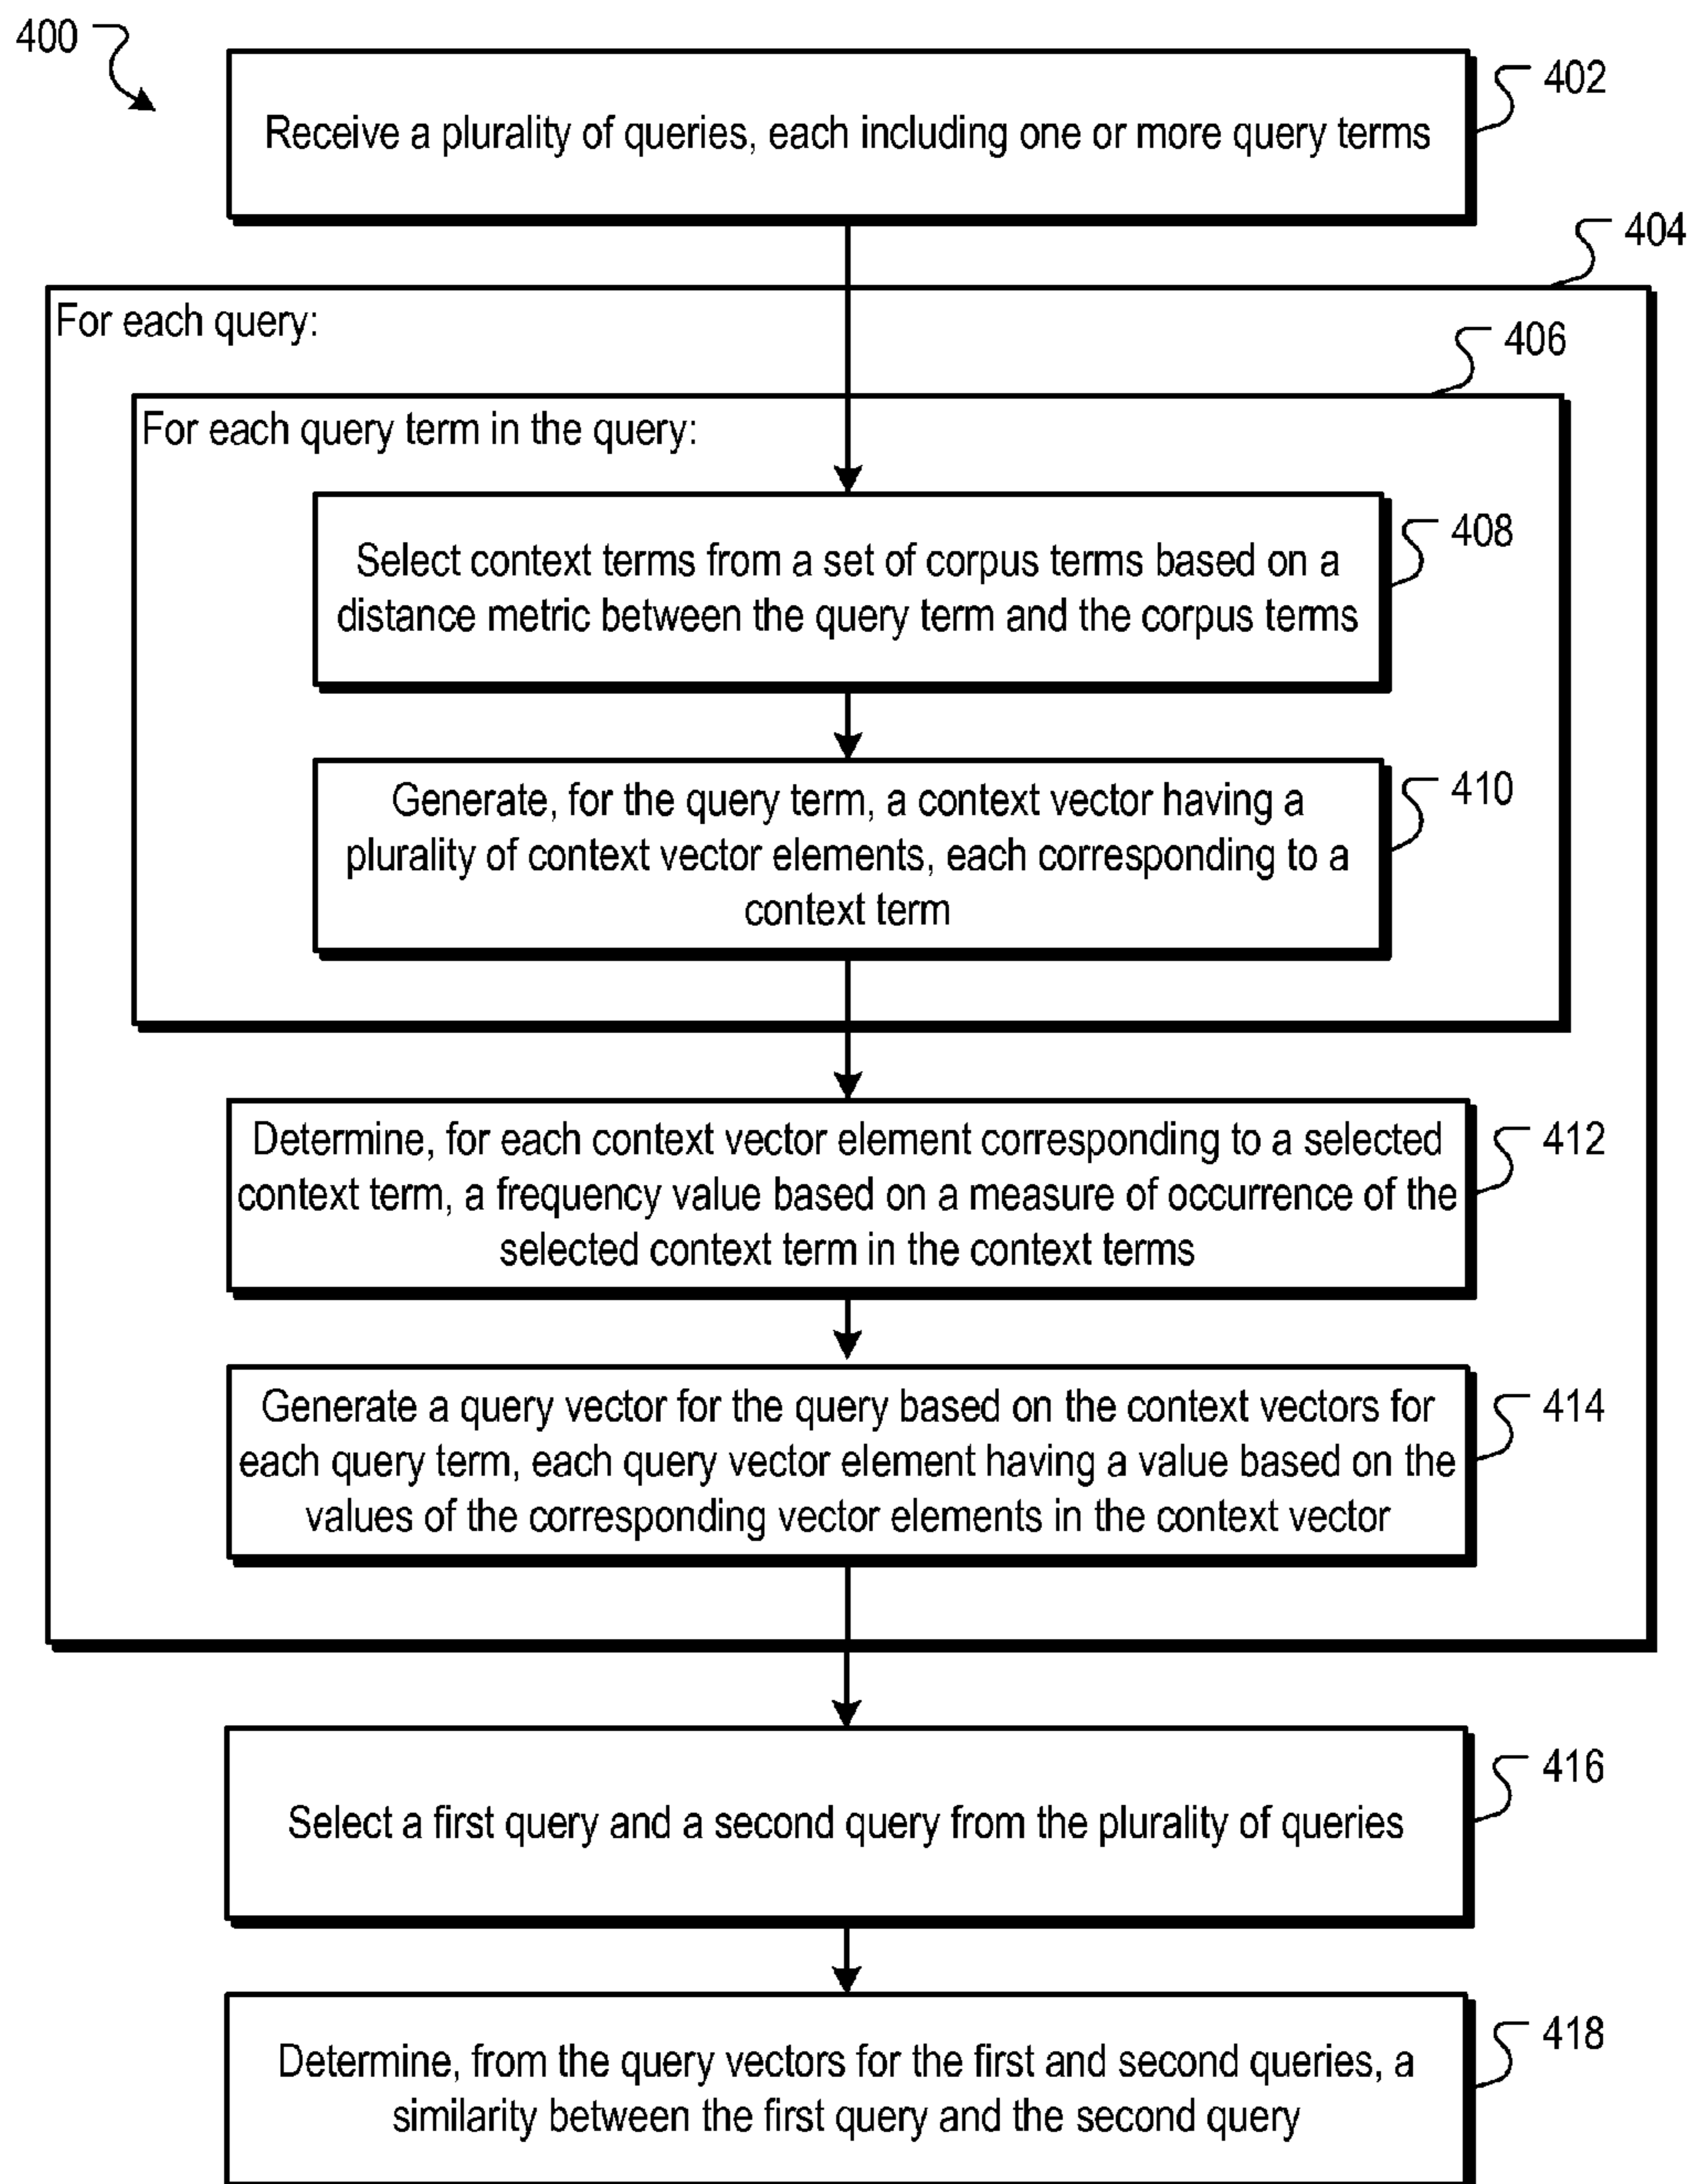 400
402
Receive a plurality of queries, each including one or more query terms
404
For each query:
406
For each query term in the query:
408
Select context terms from a set of corpus terms based on a
distance metric between the query term and the corpus terms
410
Generate, for the query term, a context vector having a
plurality of context vector elements, each corresponding to a
context term
412
Determine, for each context vector element corresponding to a selected
context term, a frequency value based on a measure of occurrence of the
selected context term in the context terms
414
Generate a query vector for the query based on the context vectors for
each query term, each query vector element having a value based on the
values of the corresponding vector elements in the context vector
416
Select a first query and a second query from the plurality of queries
418
Determine, from the query vectors for the first and second queries, a
similarity between the first query and the second query